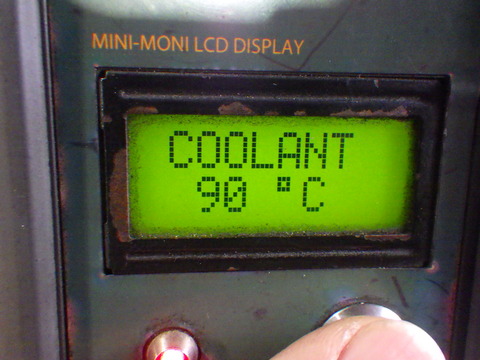 MINI-MONI LCD DISPLAY
COOLANT
90 °C